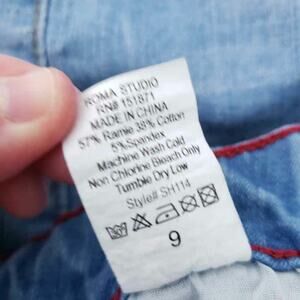 ROMA STUDIO
RN# 151871
MADE IN CHINA
57% Ramie 38% Cotton
5%Spandex
Machine Wash Cold
Non Chlorine Bleach Only
Tumble Dry Low
Style# SH114
9